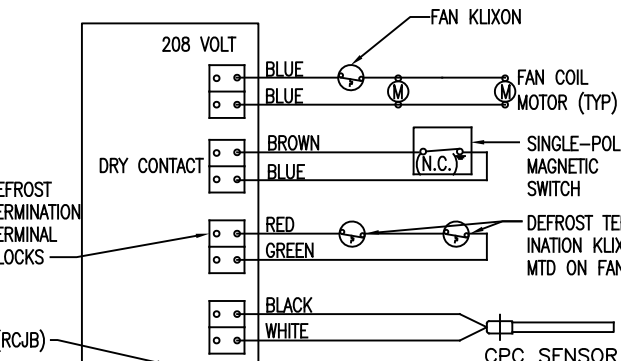 FAN KLIXON
208 VOLT
BLUE
BLUE
M
M
FAN COIL
MOTOR (TYP)
DRY CONTACT
BROWN
BLUE
(N.C.)
SINGLE-POL
MAGNETIC
SWITCH
EFROST
ERMINATION
ERMINAL
LOCKS
RED
GREEN
DEFROST TE
INATION KLIX
MTD ON FAN
BLACK
WHITE
(RCJB)
CPC SENSOR